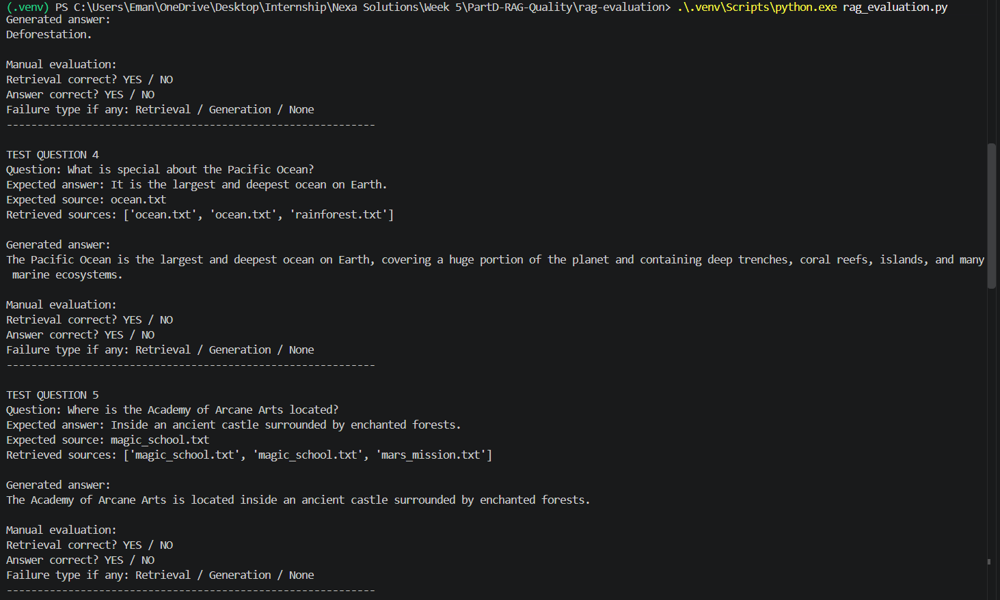 (.venv) PS C:\Users\Eman\OneDrive\Desktop\Internship\Nexa Solutions\Week 5\PartD-RAG-Quality\rag-evaluation> .\.venv\Scripts\python.exe rag_evaluation.py
Generated answer:
Deforestation.
Manual evaluation:
Retrieval correct? YES / NO
Answer correct? YES / NO
Failure type if any: Retrieval / Generation / None
------------------------------------------------------------
TEST QUESTION 4
Question: What is special about the Pacific Ocean?
Expected answer: It is the largest and deepest ocean on Earth.
Expected source: ocean.txt
Retrieved sources: ['ocean.txt', 'ocean.txt', 'rainforest.txt']
Generated answer:
The Pacific Ocean is the largest and deepest ocean on Earth, covering a huge portion of the planet and containing deep trenches, coral reefs, islands, and many
 marine ecosystems.
Manual evaluation:
Retrieval correct? YES / NO
Answer correct? YES / NO
Failure type if any: Retrieval / Generation / None
------------------------------------------------------------
TEST QUESTION 5
Question: Where is the Academy of Arcane Arts located?
Expected answer: Inside an ancient castle surrounded by enchanted forests.
Expected source: magic_school.txt
Retrieved sources: ['magic_school.txt', 'magic_school.txt', 'mars_mission.txt']
Generated answer:
The Academy of Arcane Arts is located inside an ancient castle surrounded by enchanted forests.
Manual evaluation:
Retrieval correct? YES / NO
Answer correct? YES / NO
Failure type if any: Retrieval / Generation / None
------------------------------------------------------------